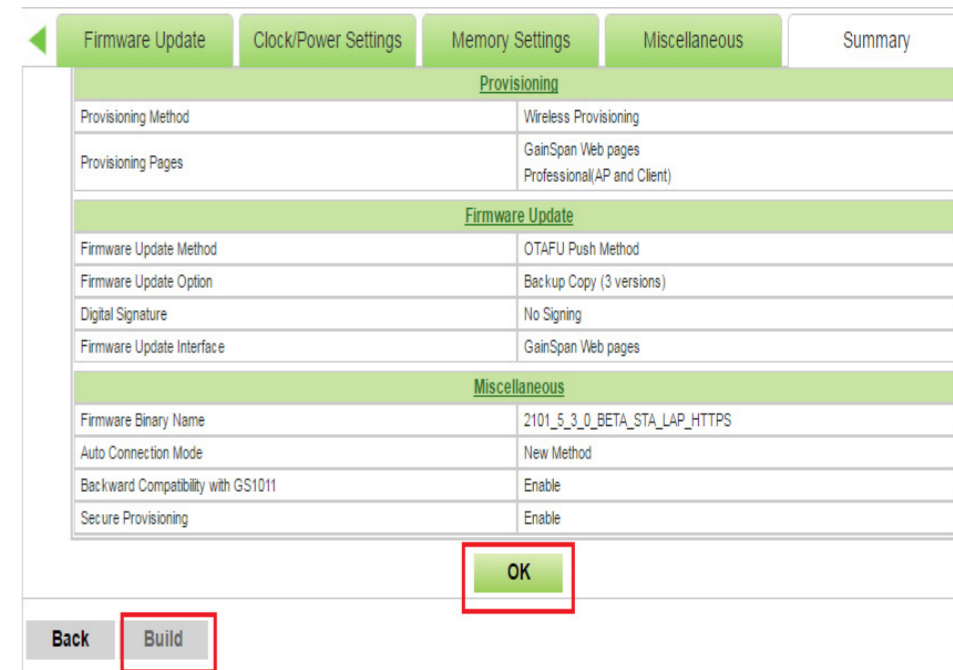 Firmware Update Clock/Power Settings Memory Settings Miscellaneous Summary
Provisioning
Provisioning Method Wireless Provisioning
Provisioning Pages GainSpan Web pages
Professional(AP and Client)
Firmware Update
Firmware Update Method OTAFU Push Method
Firmware Update Option Backup Copy (3 versions)
Digital Signature No Signing
Firmware Update Interface GainSpan Web pages
Miscellaneous
Firmware Binary Name 2101_5_3_0_BETA_STA_LAP_HTTPS
Auto Connection Mode New Method
Backward Compatibility with GS1011 Enable
Secure Provisioning Enable
OK
Back Build